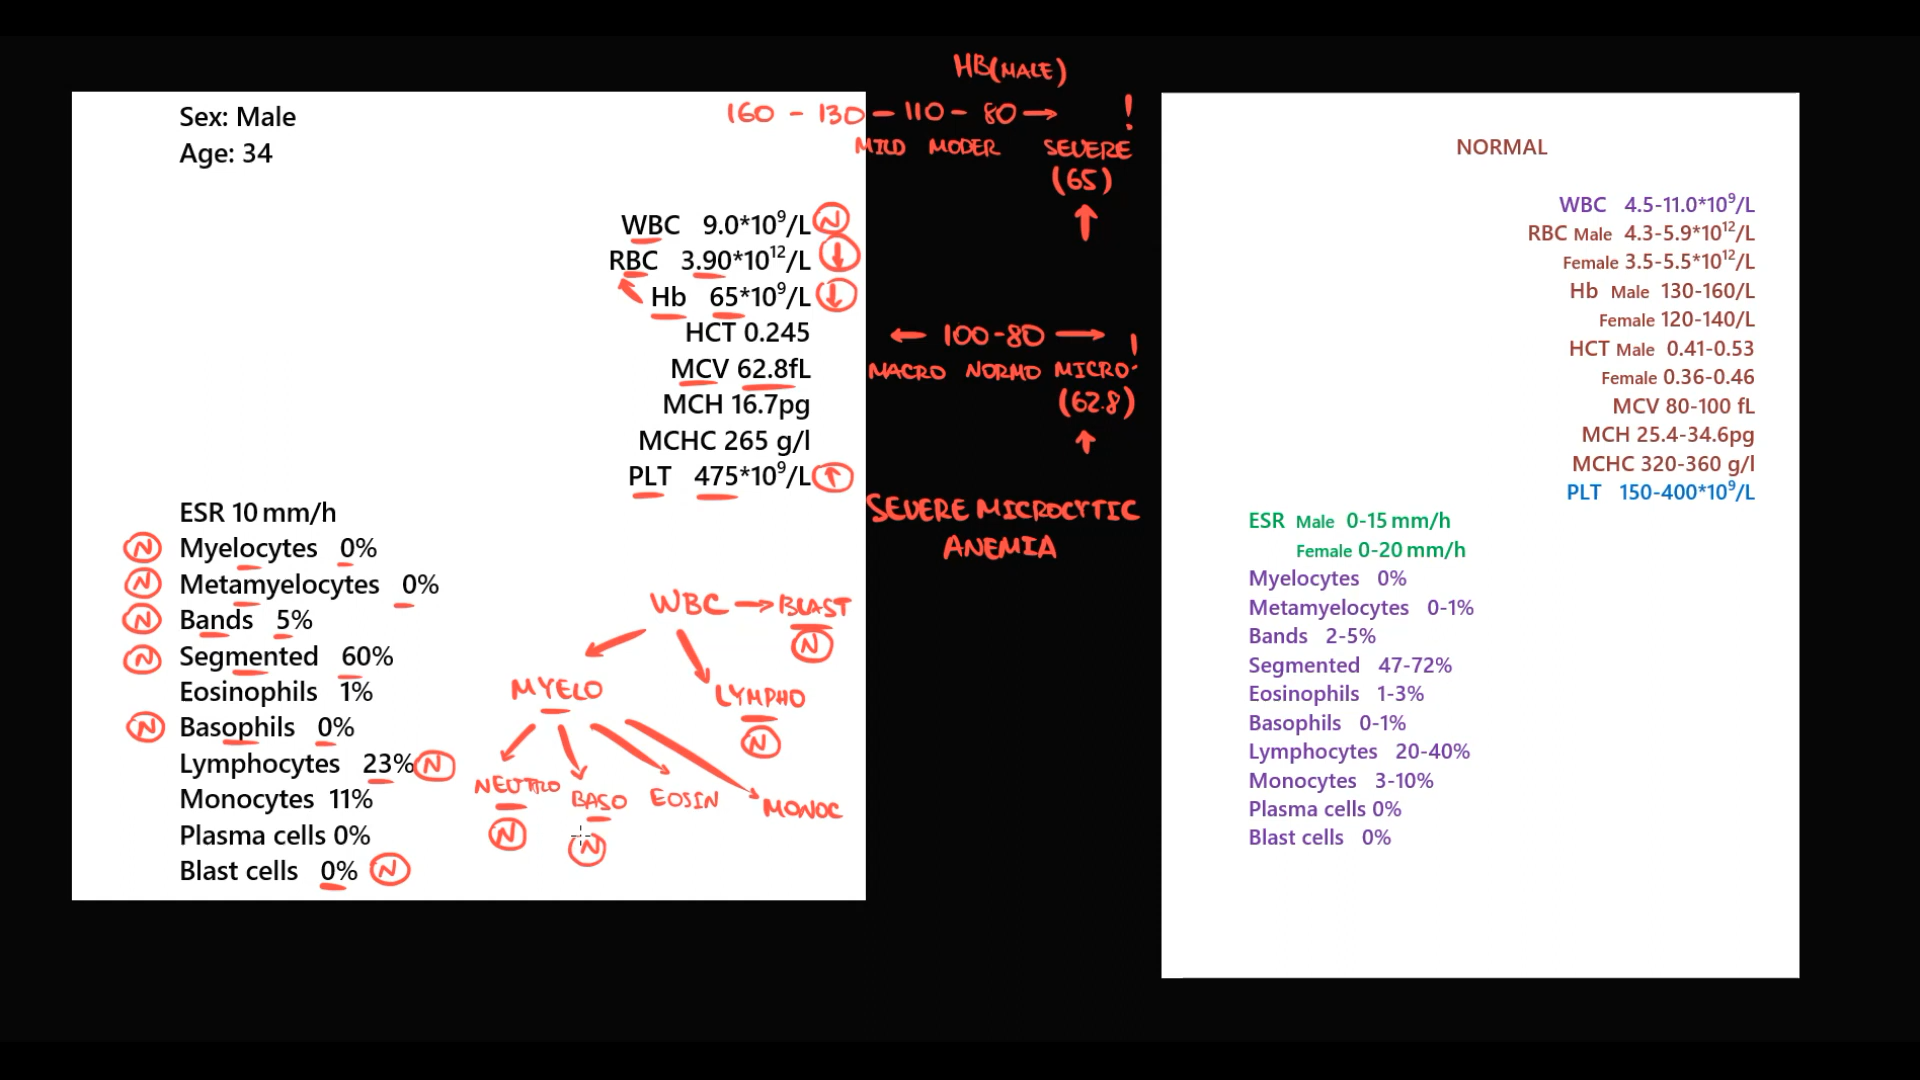 HB(MALE)
160 - 130 - 110 - 80 → !
MILD MODER SEVERE
(65)
Sex: Male
Age: 34
WBC 9.0*10⁹/L N
RBC 3.90*10¹²/L ↓
Hb 65*10⁹/L ↓
HCT 0.245
MCV 62.8fL
MCH 16.7pg
MCHC 265 g/l
PLT 475*10⁹/L ↑
ESR 10 mm/h
N Myelocytes 0%
N Metamyelocytes 0%
N Bands 5%
N Segmented 60%
Eosinophils 1%
N Basophils 0%
Lymphocytes 23% N
Monocytes 11%
Plasma cells 0%
Blast cells 0% N
← 100-80 → !
MACRO NORMO MICRO
(62.8)
SEVERE MICROCYTIC
ANEMIA
WBC → BLAST
N
MYELO LYMPHO
N
NEUTRO BASO EOSIN MONOC
N N
NORMAL
WBC 4.5-11.0*10⁹/L
RBC Male 4.3-5.9*10¹²/L
Female 3.5-5.5*10¹²/L
Hb Male 130-160/L
Female 120-140/L
HCT Male 0.41-0.53
Female 0.36-0.46
MCV 80-100 fL
MCH 25.4-34.6pg
MCHC 320-360 g/l
PLT 150-400*10⁹/L
ESR Male 0-15 mm/h
Female 0-20 mm/h
Myelocytes 0%
Metamyelocytes 0-1%
Bands 2-5%
Segmented 47-72%
Eosinophils 1-3%
Basophils 0-1%
Lymphocytes 20-40%
Monocytes 3-10%
Plasma cells 0%
Blast cells 0%